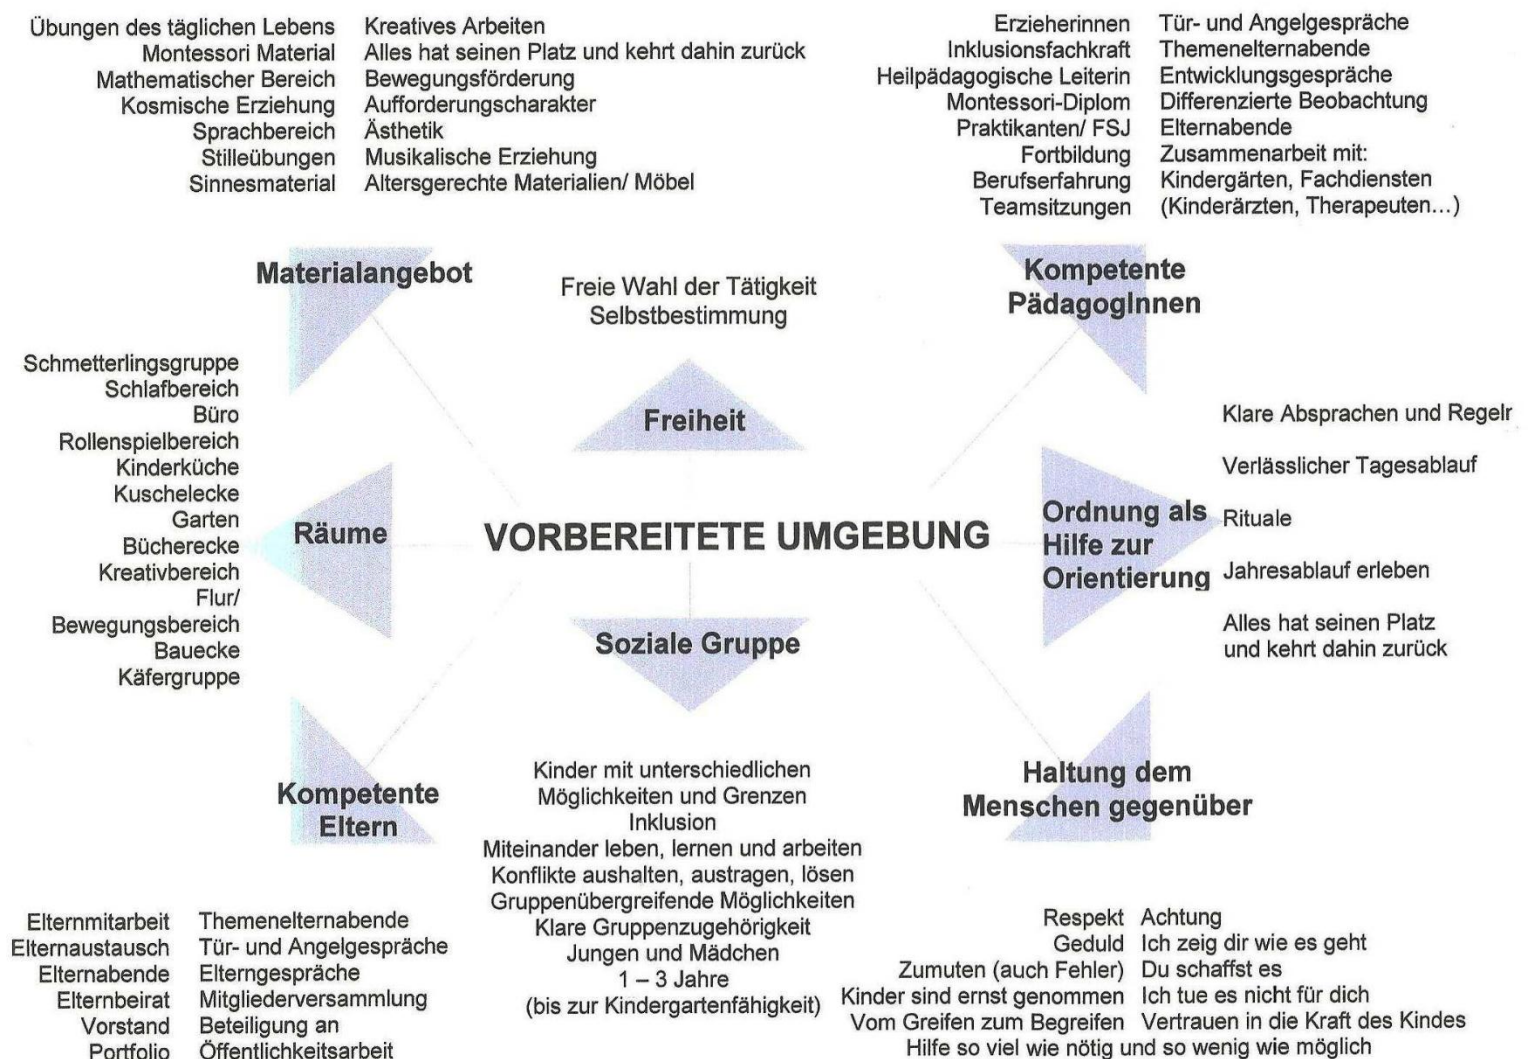 Übungen des täglichen Lebens
Montessori Material
Mathematischer Bereich
Kosmische Erziehung
Sprachbereich
Stilleübungen
Sinnesmaterial
Kreatives Arbeiten
Alles hat seinen Platz und kehrt dahin zurück
Bewegungsförderung
Aufforderungscharakter
Ästhetik
Musikalische Erziehung
Altersgerechte Materialien/ Möbel
Erzieherinnen
Inklusionsfachkraft
Heilpädagogische Leiterin
Montessori-Diplom
Praktikanten/ FSJ
Fortbildung
Berufserfahrung
Teamsitzungen
Tür- und Angelgespräche
Themenelternabende
Entwicklungsgespräche
Differenzierte Beobachtung
Elternabende
Zusammenarbeit mit:
Kindergärten, Fachdiensten
(Kinderärzten, Therapeuten...)
Materialangebot
Freie Wahl der Tätigkeit
Selbstbestimmung
Kompetente
PädagogInnen
Schmetterlingsgruppe
Schlafbereich
Büro
Rollenspielbereich
Kinderküche
Kuschelecke
Garten
Bücherecke
Kreativbereich
Flur/
Bewegungsbereich
Bauecke
Käfergruppe
Räume
Freiheit
VORBEREITETE UMGEBUNG
Soziale Gruppe
Ordnung als
Hilfe zur
Orientierung
Klare Absprachen und Regelr
Verlässlicher Tagesablauf
Rituale
Jahresablauf erleben
Alles hat seinen Platz
und kehrt dahin zurück
Kompetente
Eltern
Kinder mit unterschiedlichen
Möglichkeiten und Grenzen
Inklusion
Miteinander leben, lernen und arbeiten
Konflikte aushalten, austragen, lösen
Gruppenübergreifende Möglichkeiten
Klare Gruppenzugehörigkeit
Jungen und Mädchen
1 – 3 Jahre
(bis zur Kindergartenfähigkeit)
Haltung dem
Menschen gegenüber
Elternmitarbeit
Elternaustausch
Elternabende
Elternbeirat
Vorstand
Portfolio
Themenelternabende
Tür- und Angelgespräche
Elterngespräche
Mitgliederversammlung
Beteiligung an
Öffentlichkeitsarbeit
Respekt
Geduld
Zumuten (auch Fehler)
Kinder sind ernst genommen
Vom Greifen zum Begreifen
Achtung
Ich zeig dir wie es geht
Du schaffst es
Ich tue es nicht für dich
Vertrauen in die Kraft des Kindes
Hilfe so viel wie nötig und so wenig wie möglich